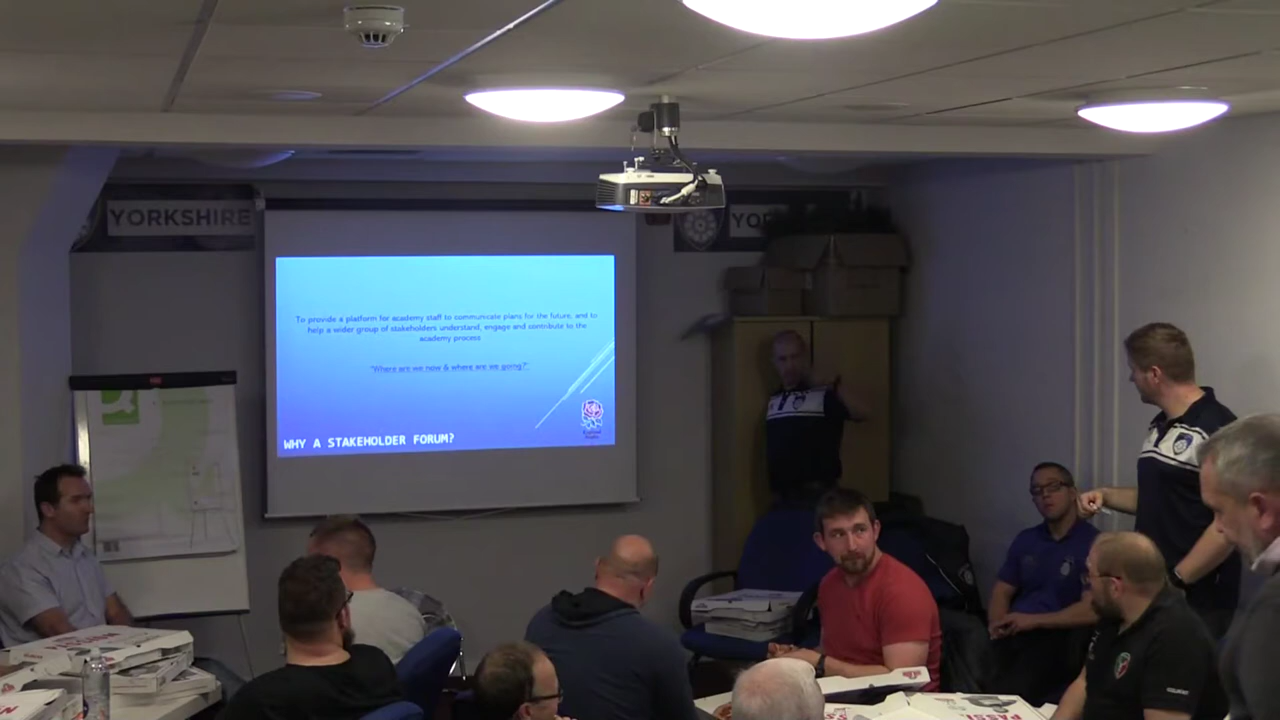 YORKSHIRE
YO
To provide a platform for academy staff to communicate plans for the future, and to
help a wider group of stakeholders understand, engage and contribute to the
academy process
"Where are we now & where are we going?"
WHY A STAKEHOLDER FORUM?